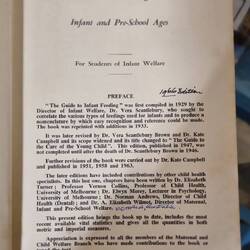 Infant and Pre-School Ages
For Students of Infant Welfare
PREFACE
"The Guide to Infant Feeding" was first compiled in 1929 by the
Director of Infant Welfare, Dr. Vera Scantlebury, who sought to
correlate the various types of feedings used for infants and to produce a
nomenclature by which easy recognition and reference could be made. The
book was reprinted with additions in 1933.
It was later revised by Dr. Vera Scantlebury Brown and Dr. Kate
Campbell and its scope widened and its title changed to "The Guide to
the Care of the Young Child". This edition, published in 1947, was
not completed until after the death of Dr. Scantlebury Brown in 1946.
Further revisions of the book were carried out by Dr. Kate Campbell
and in 1951, 1958 and 1963.
The later editions have included contributions by other child health
specialists. In this last one, chapters have been written by Dr. Elizabeth
Turner; Professor Vernon Collins, Professor of Child Health,
University of Melbourne; Dr. Elwyn Morey, Lecturer, Psychology,
University of Melbourne; Dr. Norman Andrews, of Child
Health (Dental) and Dr. A. Elizabeth Wilmot, Director of Maternal,
Infant and Pre-School Welfare
This present edition brings the book up to date, includes the most
recent available vital statistics and gives all the quantities in both
metric and imperial measures.
Appreciation is expressed to all members of the Maternal and
Child Welfare Branch who have made contributions to the book or